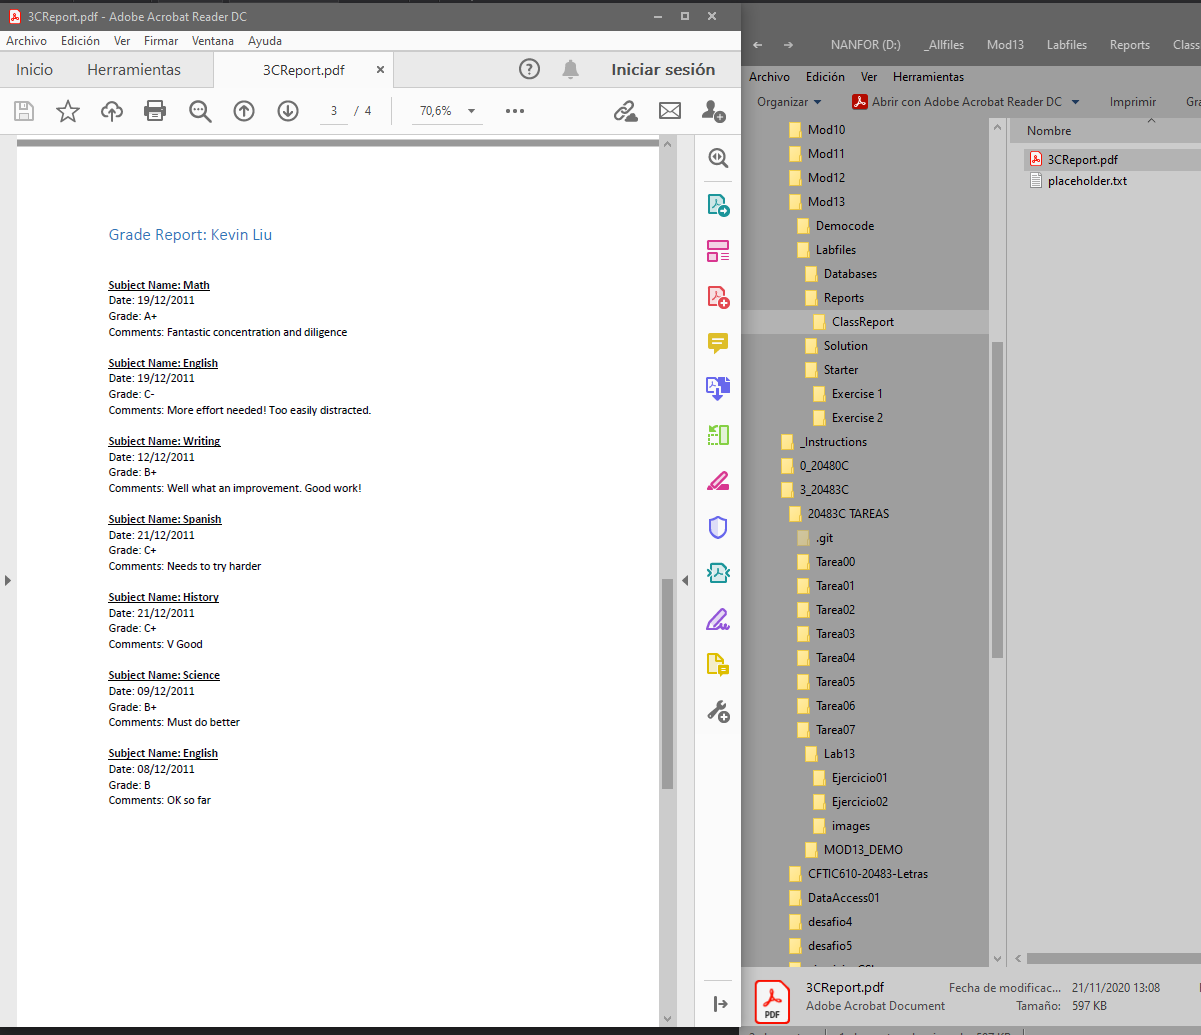 3CReport.pdf - Adobe Acrobat Reader DC
Archivo Edición Ver Firmar Ventana Ayuda
Inicio Herramientas 3CReport.pdf × ? Iniciar sesión
3 / 4 70,6%
Grade Report: Kevin Liu
Subject Name: Math
Date: 19/12/2011
Grade: A+
Comments: Fantastic concentration and diligence
Subject Name: English
Date: 19/12/2011
Grade: C-
Comments: More effort needed! Too easily distracted.
Subject Name: Writing
Date: 12/12/2011
Grade: B+
Comments: Well what an improvement. Good work!
Subject Name: Spanish
Date: 21/12/2011
Grade: C+
Comments: Needs to try harder
Subject Name: History
Date: 21/12/2011
Grade: C+
Comments: V Good
Subject Name: Science
Date: 09/12/2011
Grade: B+
Comments: Must do better
Subject Name: English
Date: 08/12/2011
Grade: B
Comments: OK so far
NANFOR (D:) _Allfiles Mod13 Labfiles Reports Class
Archivo Edición Ver Herramientas
Organizar Abrir con Adobe Acrobat Reader DC Imprimir Gra
Mod10
Mod11
Mod12
Mod13
Democode
Labfiles
Databases
Reports
ClassReport
Solution
Starter
Exercise 1
Exercise 2
_Instructions
0_20480C
3_20483C
20483C TAREAS
.git
Tarea00
Tarea01
Tarea02
Tarea03
Tarea04
Tarea05
Tarea06
Tarea07
Lab13
Ejercicio01
Ejercicio02
images
MOD13_DEMO
CFTIC610-20483-Letras
DataAccess01
desafio4
desafio5
Nombre
3CReport.pdf
placeholder.txt
PDF
3CReport.pdf Fecha de modificac... 21/11/2020 13:08
Adobe Acrobat Document Tamaño: 597 KB